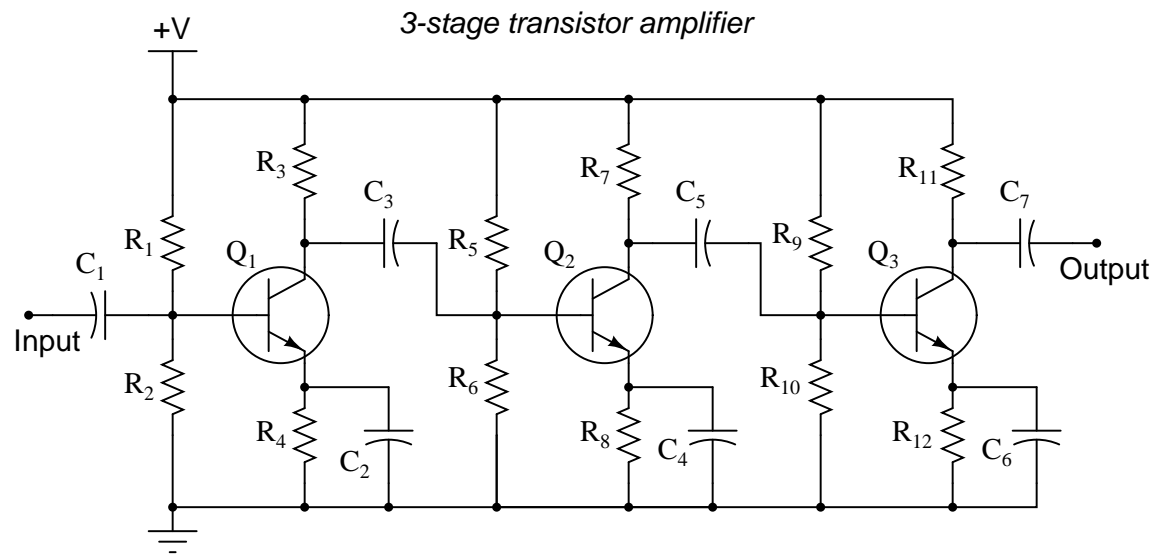 3-stage transistor amplifier
+V
R3
R7
R11
C3
C5
C7
R1
Q1
R5
Q2
R9
Q3
C1
Output
Input
R2
R6
R10
R4
C2
R8
C4
R12
C6